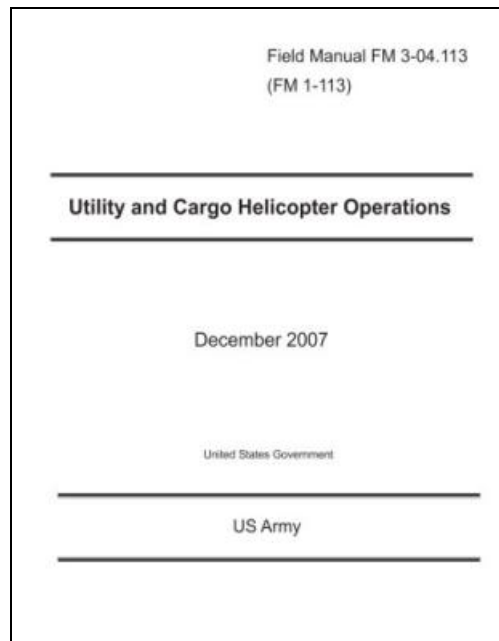 Field Manual FM 3-04.113
(FM 1-113)
Utility and Cargo Helicopter Operations
December 2007
United States Government
US Army